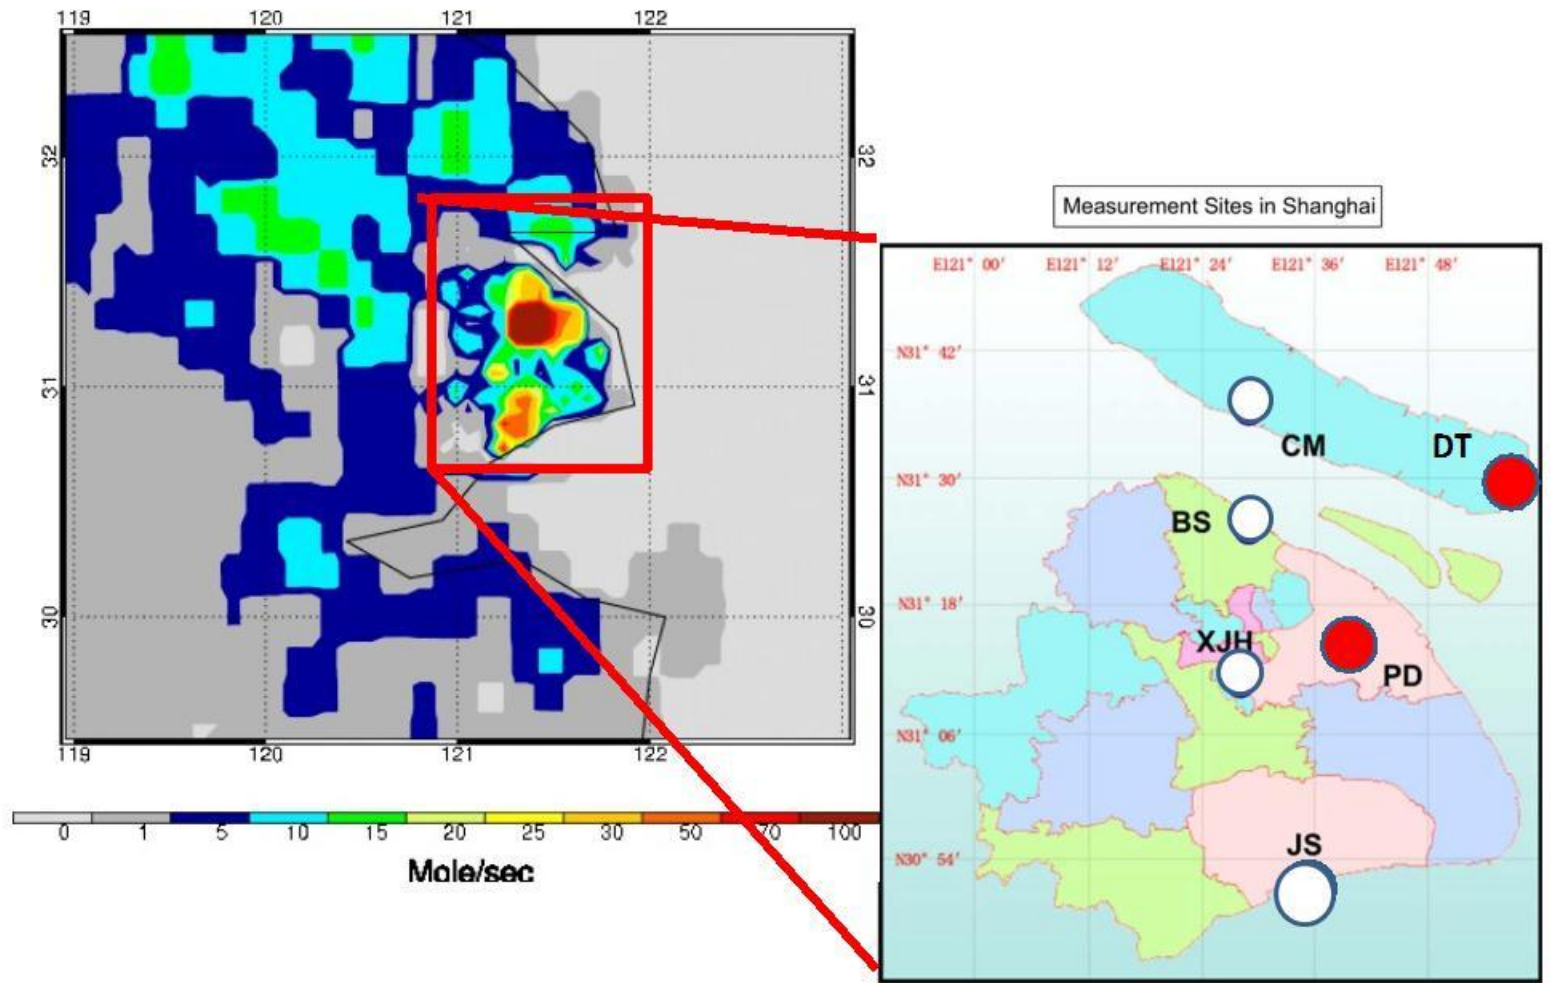 119 120 121 122
32 32
31 31
30 30
119 120 121 122
0 1 5 10 15 20 25 30 50 70 100
Mole/sec
Measurement Sites in Shanghai
E121° 00′ E121° 12′ E121° 24′ E121° 36′ E121° 48′
N31° 42′
CM DT
N31° 30′
BS
N31° 18′
XJH
PD
N31° 06′
JS
N30° 54′